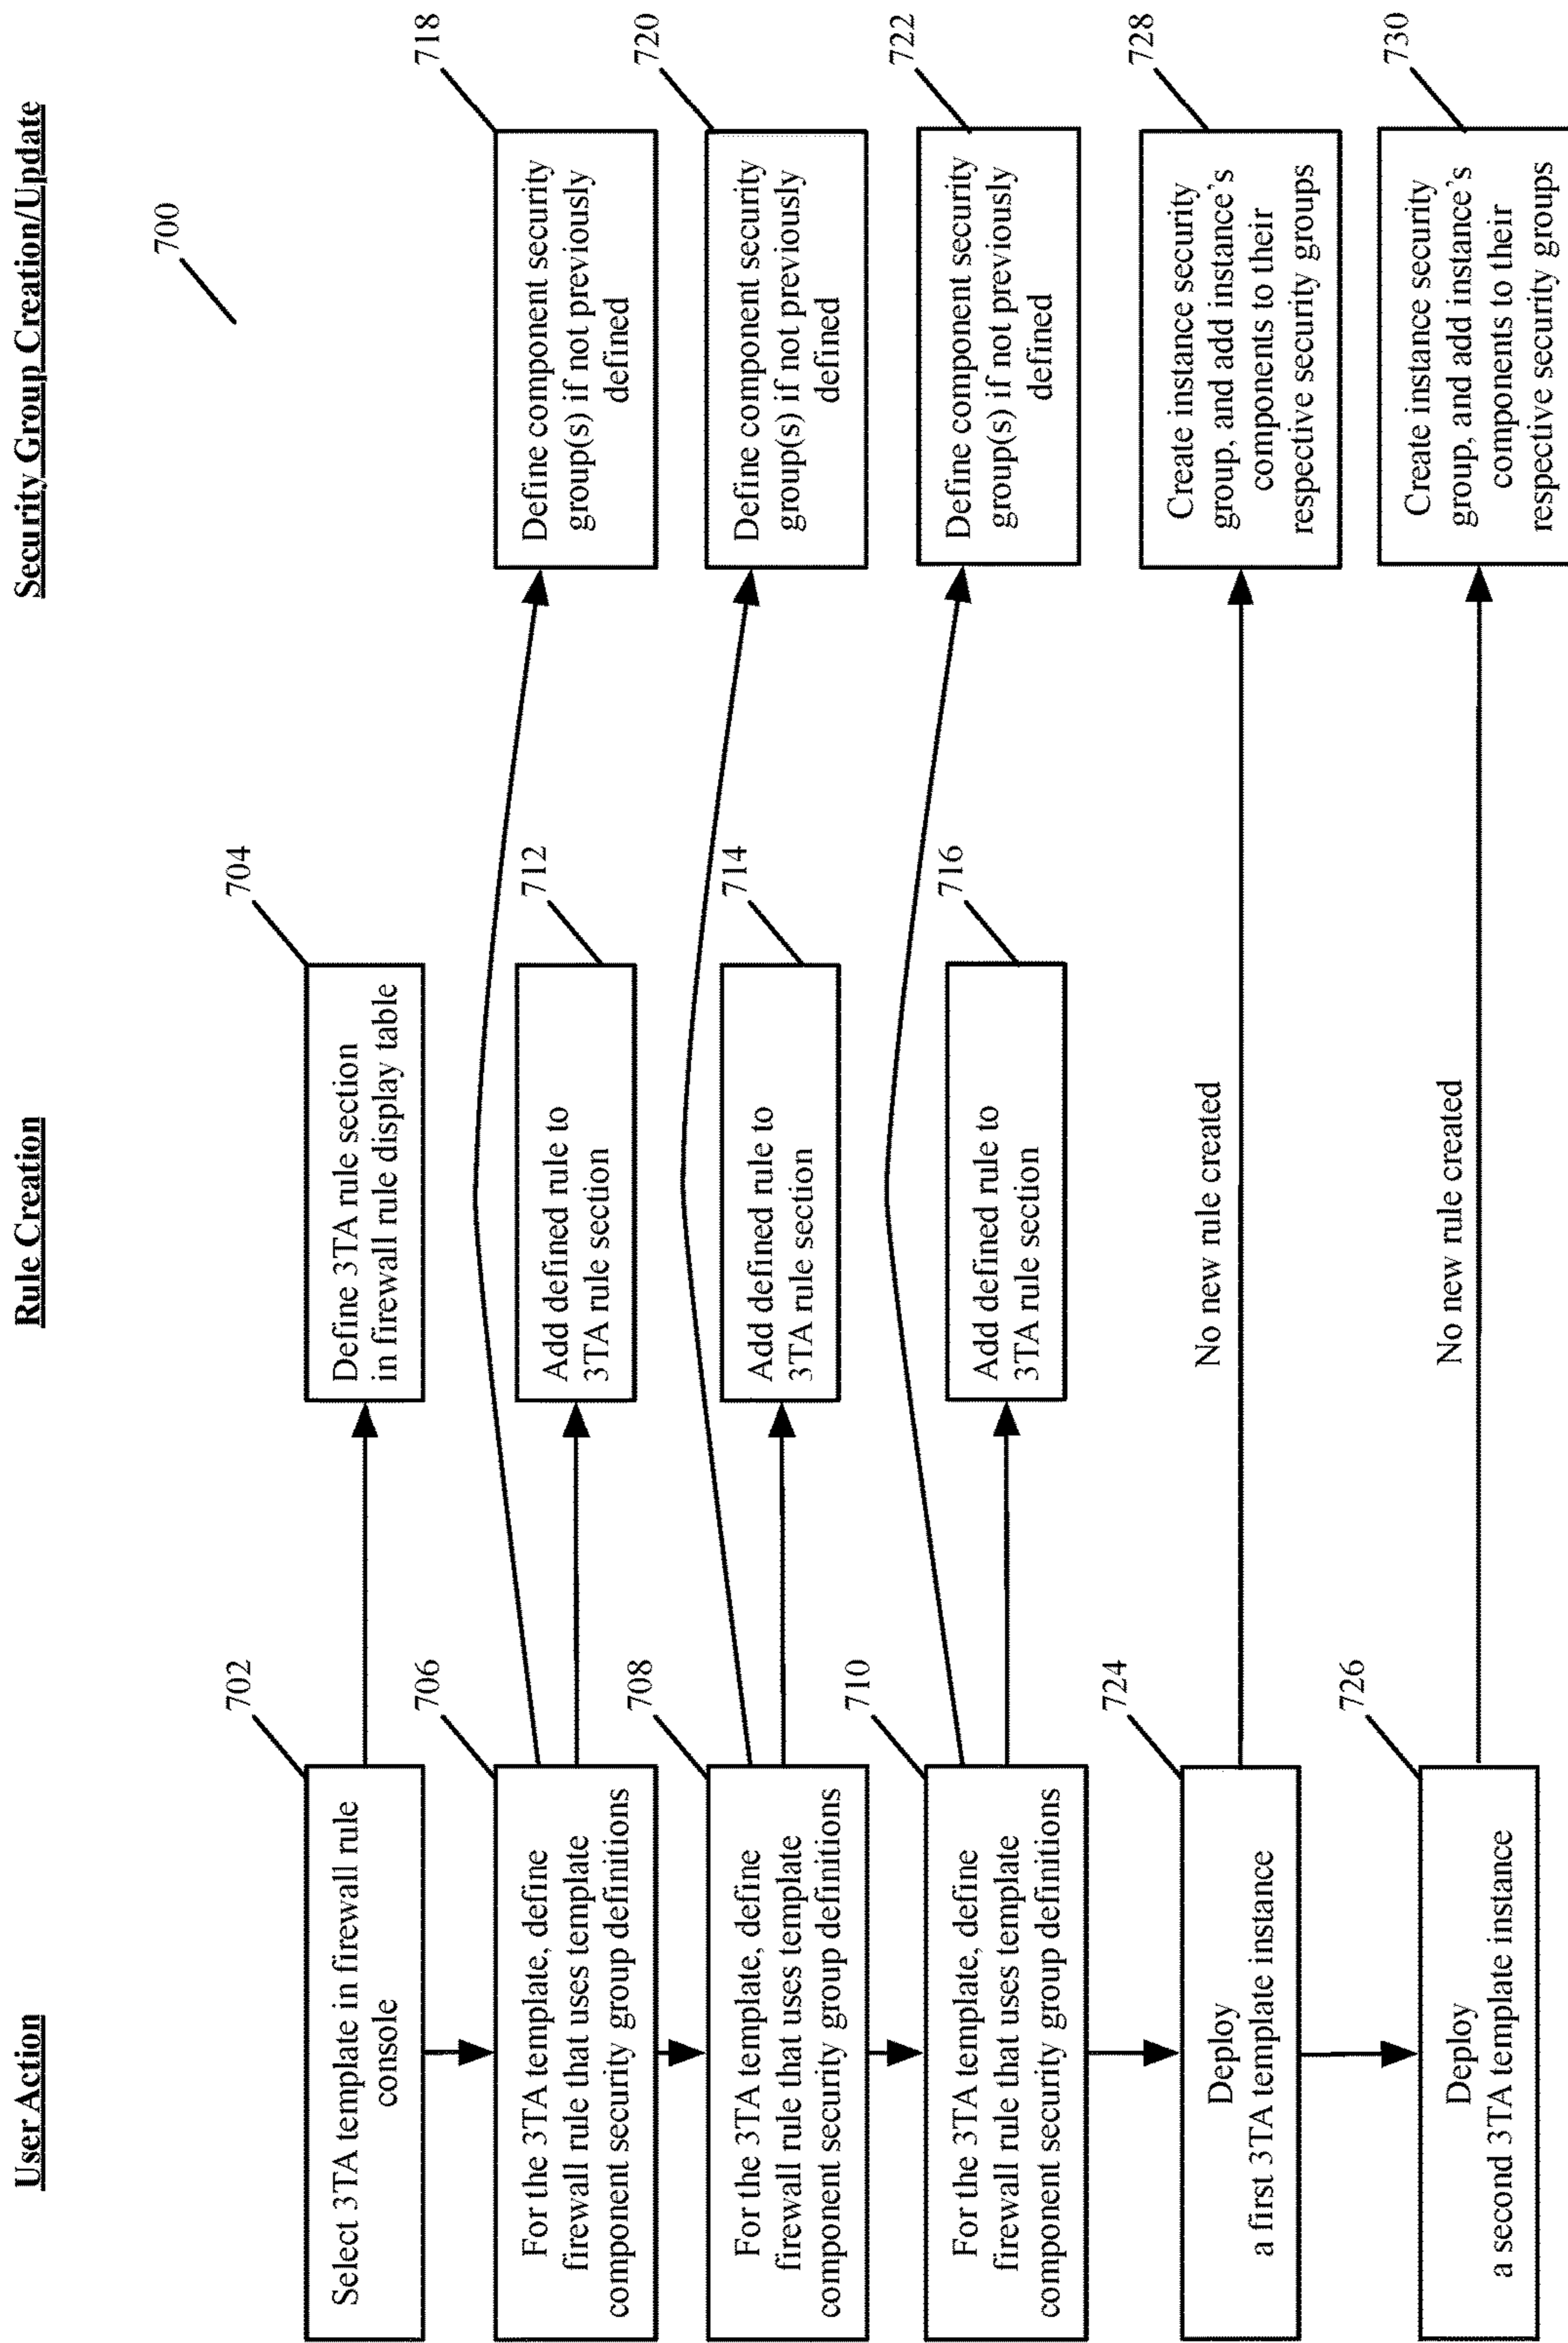 User Action
Rule Creation
Security Group Creation/Update
700
702
Select 3TA template in firewall rule
console
704
Define 3TA rule section
in firewall rule display table
706
For the 3TA template, define
firewall rule that uses template
component security group definitions
712
Add defined rule to
3TA rule section
718
Define component security
group(s) if not previously
defined
708
For the 3TA template, define
firewall rule that uses template
component security group definitions
714
Add defined rule to
3TA rule section
720
Define component security
group(s) if not previously
defined
710
For the 3TA template, define
firewall rule that uses template
component security group definitions
716
Add defined rule to
3TA rule section
722
Define component security
group(s) if not previously
defined
724
Deploy
a first 3TA template instance
No new rule created
728
Create instance security
group, and add instance's
components to their
respective security groups
726
Deploy
a second 3TA template instance
No new rule created
730
Create instance security
group, and add instance's
components to their
respective security groups